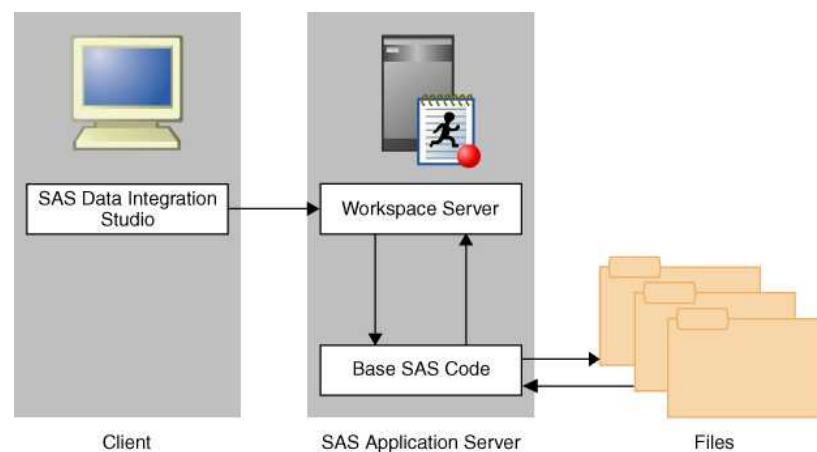 SAS Data Integration
Studio
Workspace Server
Base SAS Code
Client
SAS Application Server
Files